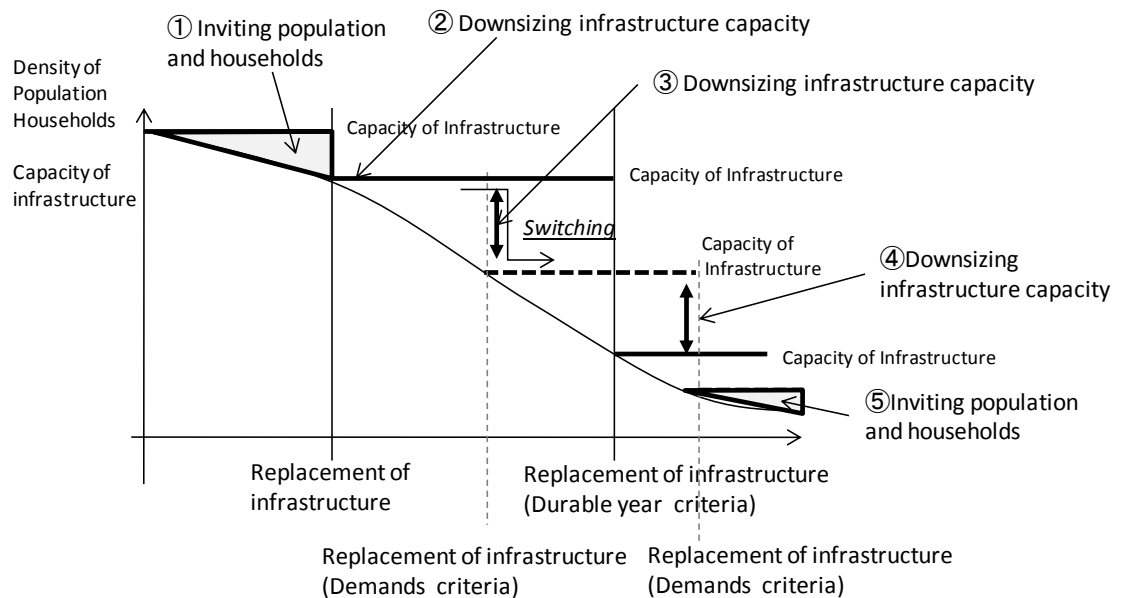 ① Inviting population
and households
② Downsizing infrastructure capacity
③ Downsizing infrastructure capacity
Density of
Population
Households
Capacity of
infrastructure
Capacity of Infrastructure
Capacity of Infrastructure
Switching
Capacity of
Infrastructure
④Downsizing
infrastructure capacity
Capacity of Infrastructure
⑤Inviting population
and households
Replacement of
infrastructure
Replacement of infrastructure
(Durable year criteria)
Replacement of infrastructure
(Demands criteria)
Replacement of infrastructure
(Demands criteria)